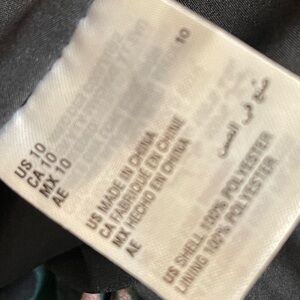 10
US 10
CA 10
MX 10
AE
US MADE IN CHINA
CA FABRIQUÉ EN CHINE
MX HECHO EN CHINA
AE
صنع في الصين
US SHELL 100% POLYESTER
LINING 100% POLYESTER